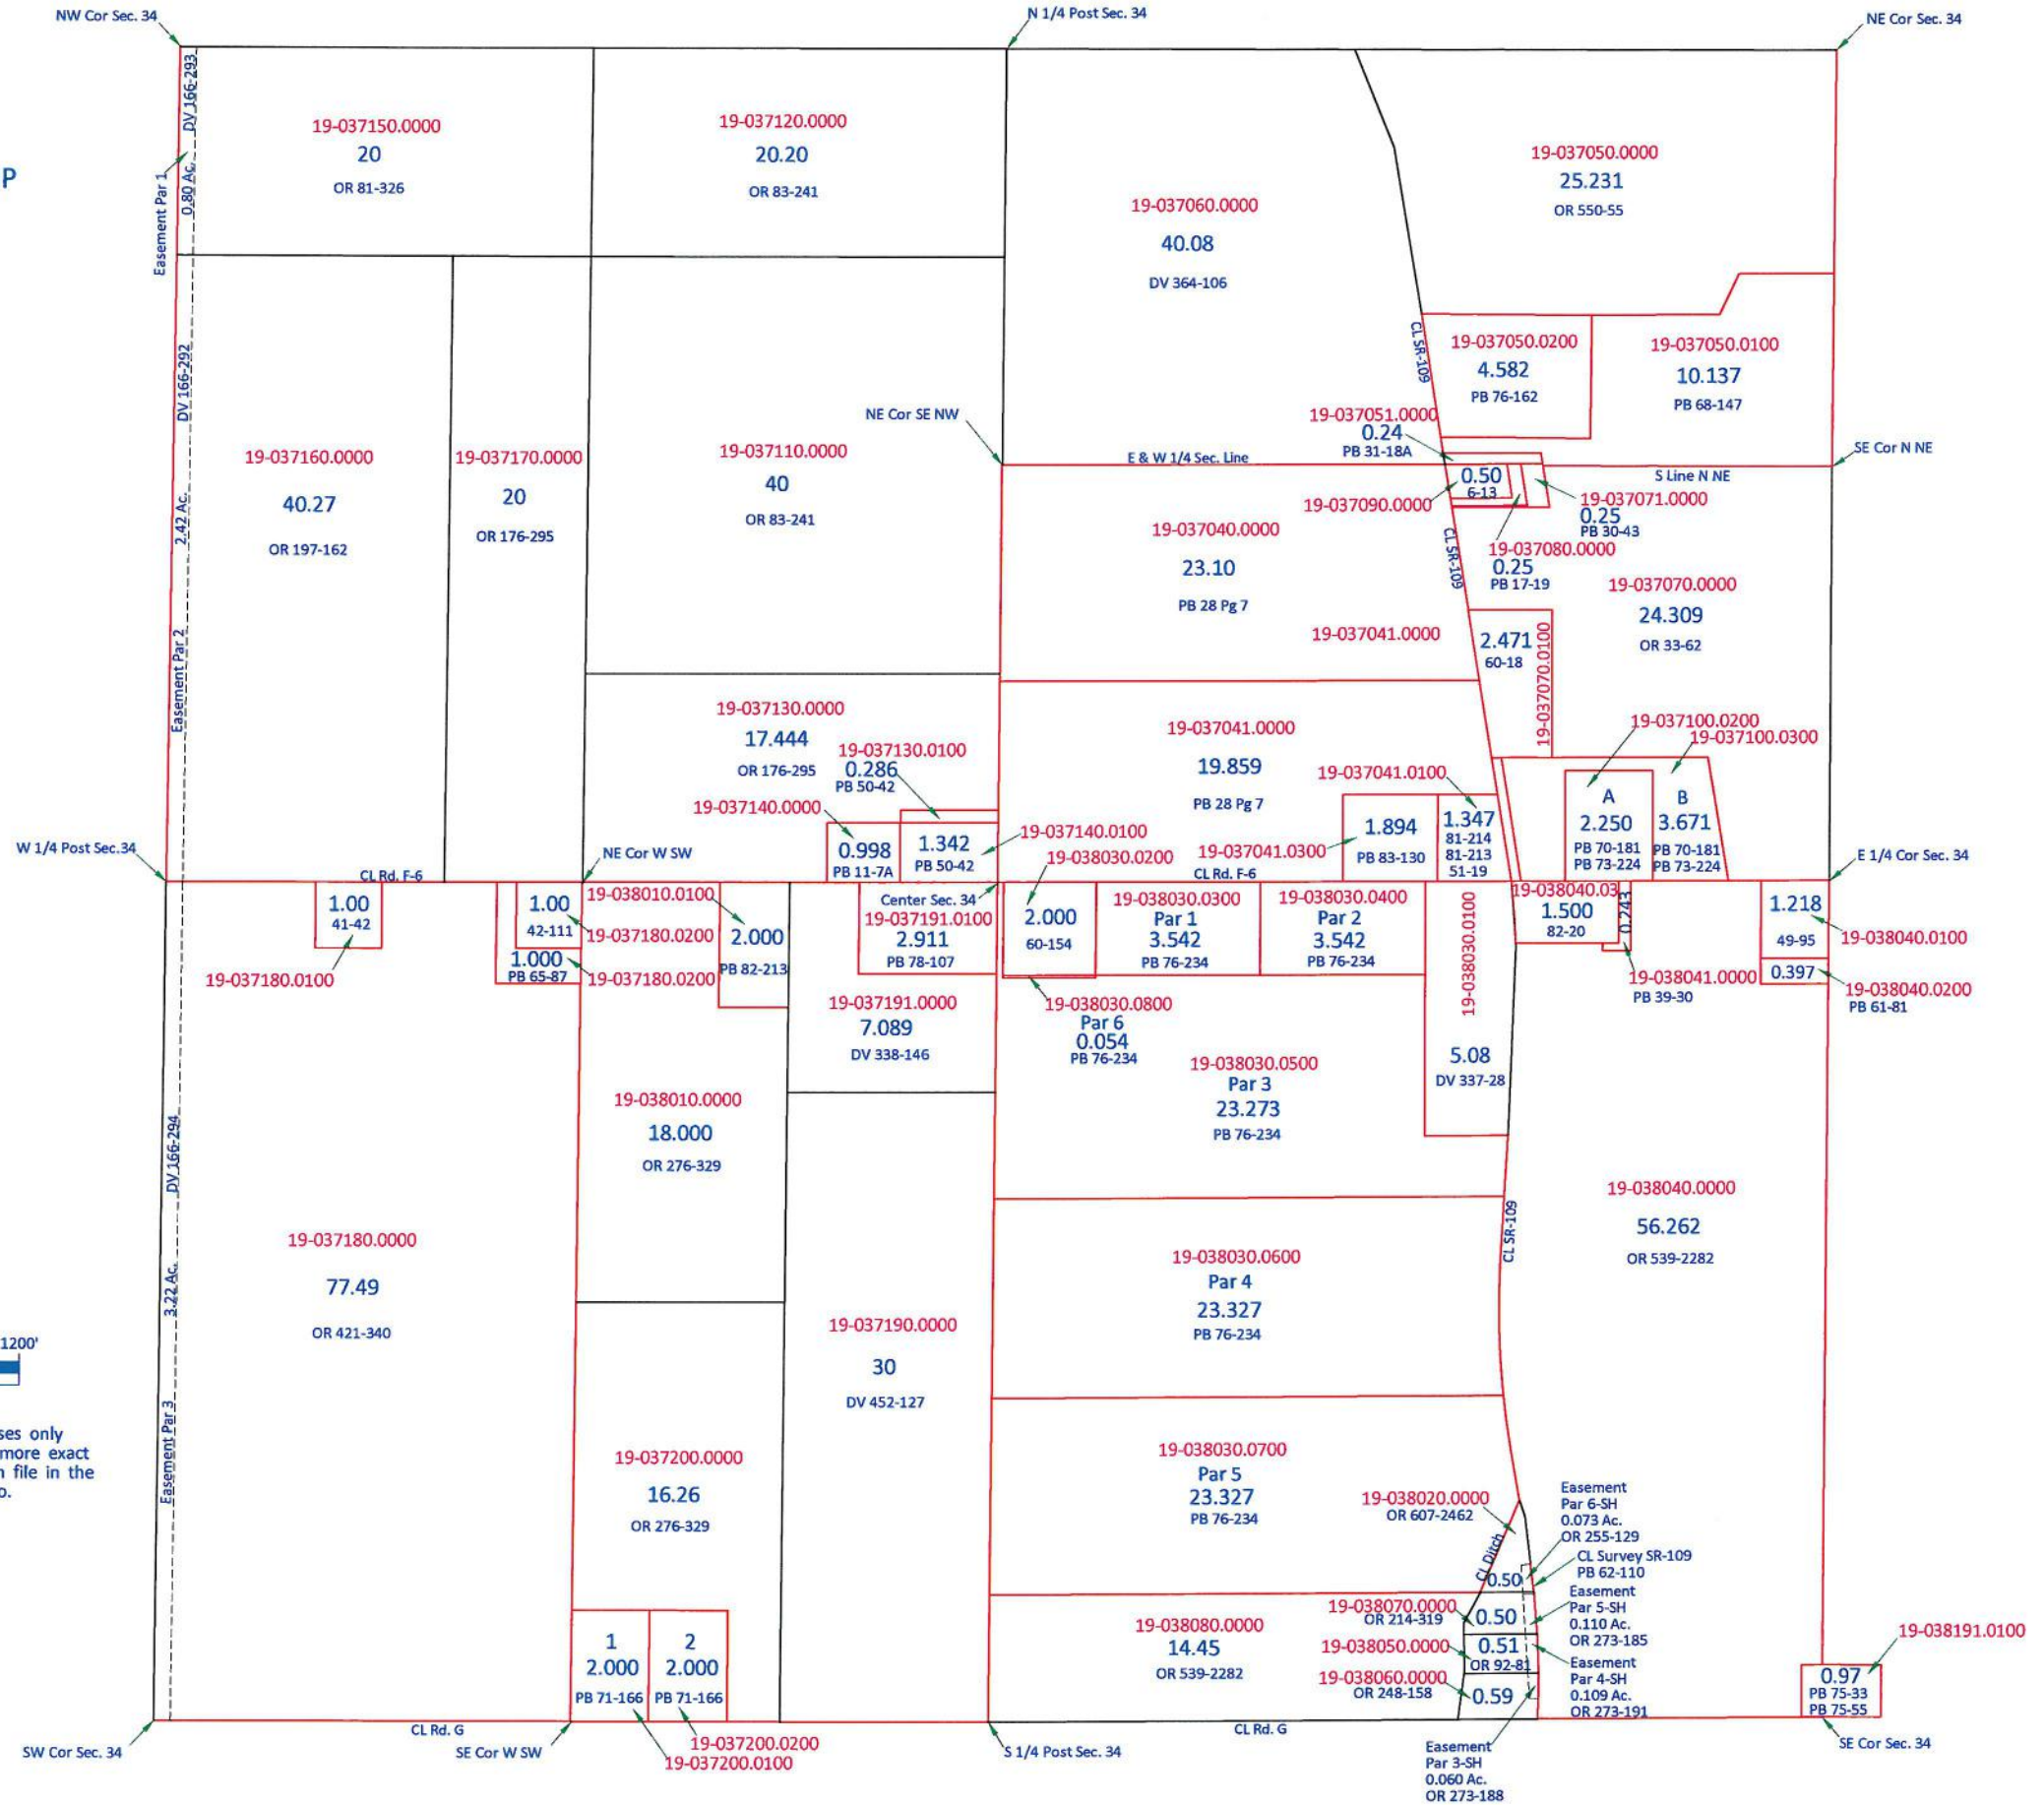 NW Cor Sec. 34
N 1/4 Post Sec. 34
NE Cor Sec. 34
P
Easement Par 1
0.80 Ac. DV 166-293
19-037150.0000
20
OR 81-326
19-037120.0000
20.20
OR 83-241
19-037060.0000
40.08
DV 364-106
19-037050.0000
25.231
OR 550-55
CL SR-109
19-037050.0200
4.582
PB 76-162
19-037050.0100
10.137
PB 68-147
2.42 Ac. DV 166-292
Easement Par 2
19-037160.0000
40.27
OR 197-162
19-037170.0000
20
OR 176-295
19-037110.0000
40
OR 83-241
NE Cor SE NW
E & W 1/4 Sec. Line
19-037051.0000
0.24
PB 31-18A
SE Cor N NE
S Line N NE
0.50
6-13
19-037090.0000
19-037071.0000
0.25
PB 30-43
19-037080.0000
0.25
PB 17-19
CL SR-109
19-037040.0000
23.10
PB 28 Pg 7
19-037041.0000
19-037070.0000
24.309
OR 33-62
2.471
60-18
19-037070.0100
19-037130.0000
17.444
OR 176-295
19-037130.0100
0.286
PB 50-42
19-037140.0000
0.998
PB 11-7A
1.342
PB 50-42
19-037140.0100
19-037041.0000
19.859
PB 28 Pg 7
19-037041.0100
1.894
PB 83-130
19-037041.0300
1.347
81-214
81-213
51-19
19-037100.0200
19-037100.0300
A
2.250
PB 70-181
PB 73-224
B
3.671
PB 70-181
PB 73-224
W 1/4 Post Sec.34
CL Rd. F-6
NE Cor W SW
CL Rd. F-6
E 1/4 Cor Sec. 34
1.00
41-42
19-037180.0100
1.00
42-111
19-037180.0200
1.000
PB 65-87
19-037180.0200
19-038010.0100
2.000
PB 82-213
Center Sec. 34
19-037191.0100
2.911
PB 78-107
19-037191.0000
7.089
DV 338-146
19-038030.0200
2.000
60-154
19-038030.0300
Par 1
3.542
PB 76-234
19-038030.0400
Par 2
3.542
PB 76-234
19-038030.0100
5.08
DV 337-28
19-038040.03
1.500
82-20
0.243
19-038041.0000
PB 39-30
1.218
49-95
19-038040.0100
0.397
19-038040.0200
PB 61-81
19-038030.0800
Par 6
0.054
PB 76-234
19-038030.0500
Par 3
23.273
PB 76-234
19-038010.0000
18.000
OR 276-329
3.22 Ac. DV 166-294
Easement Par 3
19-037180.0000
77.49
OR 421-340
19-038040.0000
56.262
OR 539-2282
CL SR-109
19-038030.0600
Par 4
23.327
PB 76-234
19-037190.0000
30
DV 452-127
1200'
ses only
more exact
n file in the
o.
19-037200.0000
16.26
OR 276-329
19-038030.0700
Par 5
23.327
PB 76-234
19-038020.0000
OR 607-2462
CL Ditch
0.50
Easement
Par 6-SH
0.073 Ac.
OR 255-129
CL Survey SR-109
PB 62-110
Easement
Par 5-SH
0.110 Ac.
OR 273-185
Easement
Par 4-SH
0.109 Ac.
OR 273-191
19-038070.0000
OR 214-319
0.50
19-038050.0000
0.51
OR 92-81
19-038060.0000
OR 248-158
0.59
19-038080.0000
14.45
OR 539-2282
1
2.000
PB 71-166
2
2.000
PB 71-166
19-038191.0100
0.97
PB 75-33
PB 75-55
SW Cor Sec. 34
CL Rd. G
SE Cor W SW
19-037200.0200
19-037200.0100
S 1/4 Post Sec. 34
CL Rd. G
Easement
Par 3-SH
0.060 Ac.
OR 273-188
SE Cor Sec. 34